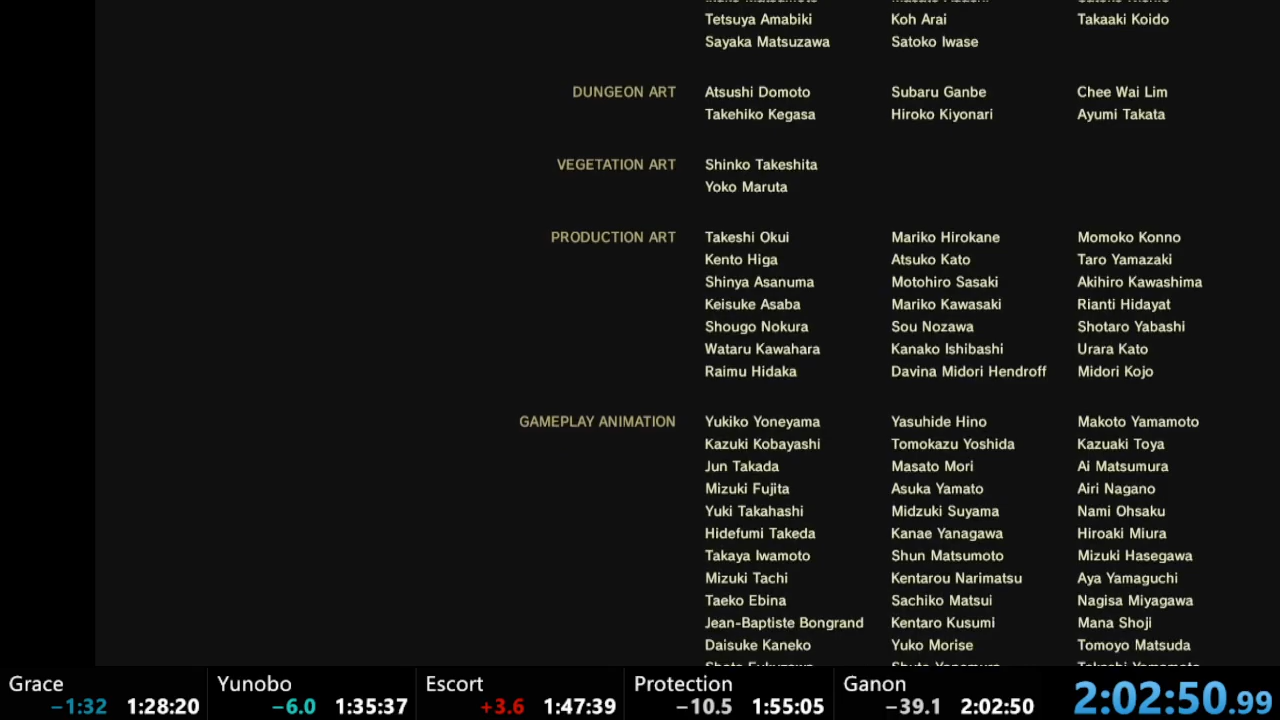 Tetsuya Amabiki Koh Arai Takaaki Koido
Sayaka Matsuzawa Satoko Iwase
DUNGEON ART Atsushi Domoto Subaru Ganbe Chee Wai Lim
Takehiko Kegasa Hiroko Kiyonari Ayumi Takata
VEGETATION ART Shinko Takeshita
Yoko Maruta
PRODUCTION ART Takeshi Okui Mariko Hirokane Momoko Konno
Kento Higa Atsuko Kato Taro Yamazaki
Shinya Asanuma Motohiro Sasaki Akihiro Kawashima
Keisuke Asaba Mariko Kawasaki Rianti Hidayat
Shougo Nokura Sou Nozawa Shotaro Yabashi
Wataru Kawahara Kanako Ishibashi Urara Kato
Raimu Hidaka Davina Midori Hendroff Midori Kojo
GAMEPLAY ANIMATION Yukiko Yoneyama Yasuhide Hino Makoto Yamamoto
Kazuki Kobayashi Tomokazu Yoshida Kazuaki Toya
Jun Takada Masato Mori Ai Matsumura
Mizuki Fujita Asuka Yamato Airi Nagano
Yuki Takahashi Midzuki Suyama Nami Ohsaku
Hidefumi Takeda Kanae Yanagawa Hiroaki Miura
Takaya Iwamoto Shun Matsumoto Mizuki Hasegawa
Mizuki Tachi Kentarou Narimatsu Aya Yamaguchi
Taeko Ebina Sachiko Matsui Nagisa Miyagawa
Jean-Baptiste Bongrand Kentaro Kusumi Mana Shoji
Daisuke Kaneko Yuko Morise Tomoyo Matsuda
Grace Yunobo Escort Protection Ganon 2:02:50.99
−1:32 1:28:20 −6.0 1:35:37 +3.6 1:47:39 −10.5 1:55:05 −39.1 2:02:50